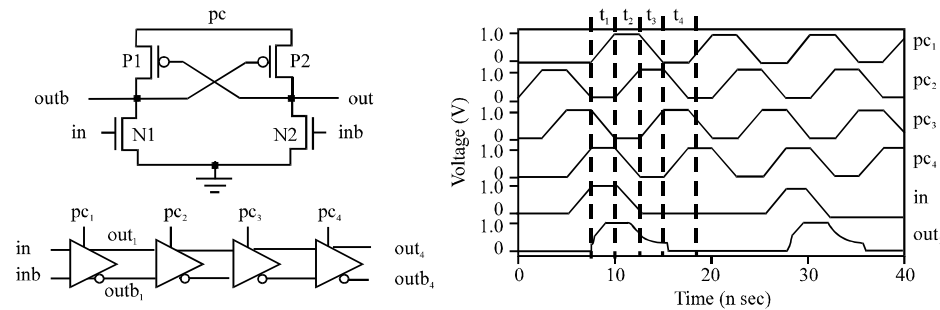 pc
P1
P2
outb
out
in
N1
N2
inb
pc₁
pc₂
pc₃
pc₄
in
out₁
out₄
inb
outb₁
outb₄
t₁ t₂ t₃ t₄
1.0
0
pc₁
1.0
0
pc₂
1.0
0
pc₃
1.0
0
pc₄
1.0
0
in
1.0
0
out
Voltage (V)
0 10 20 30 40
Time (n sec)